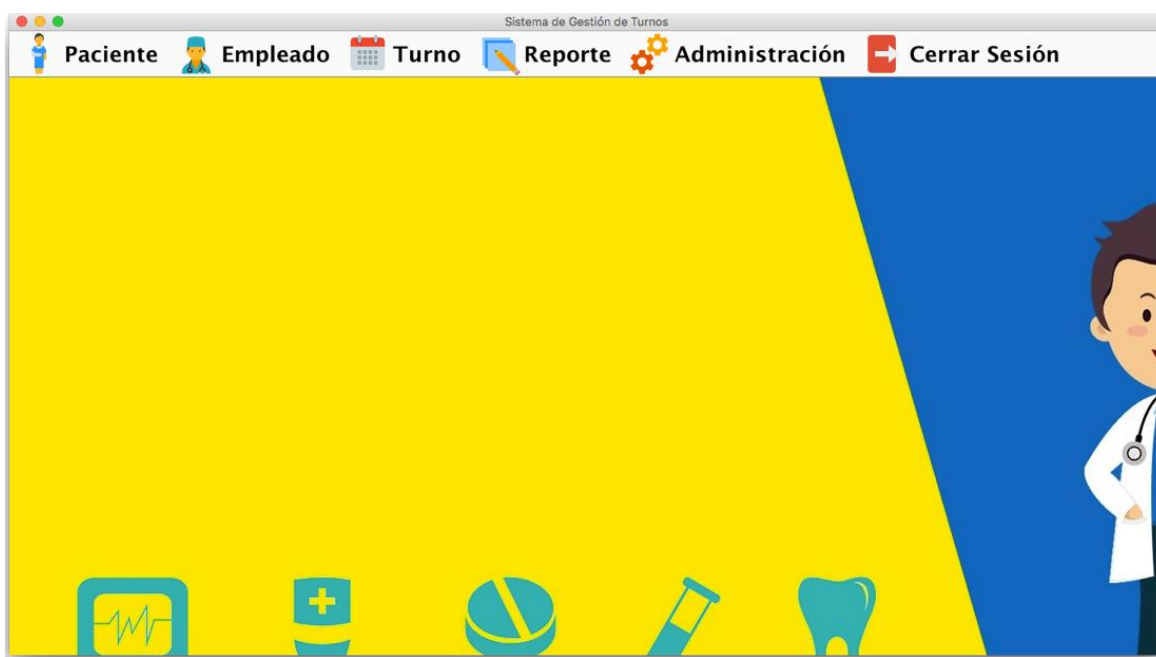 Sistema de Gestión de Turnos
Paciente Empleado Turno Reporte Administración Cerrar Sesión